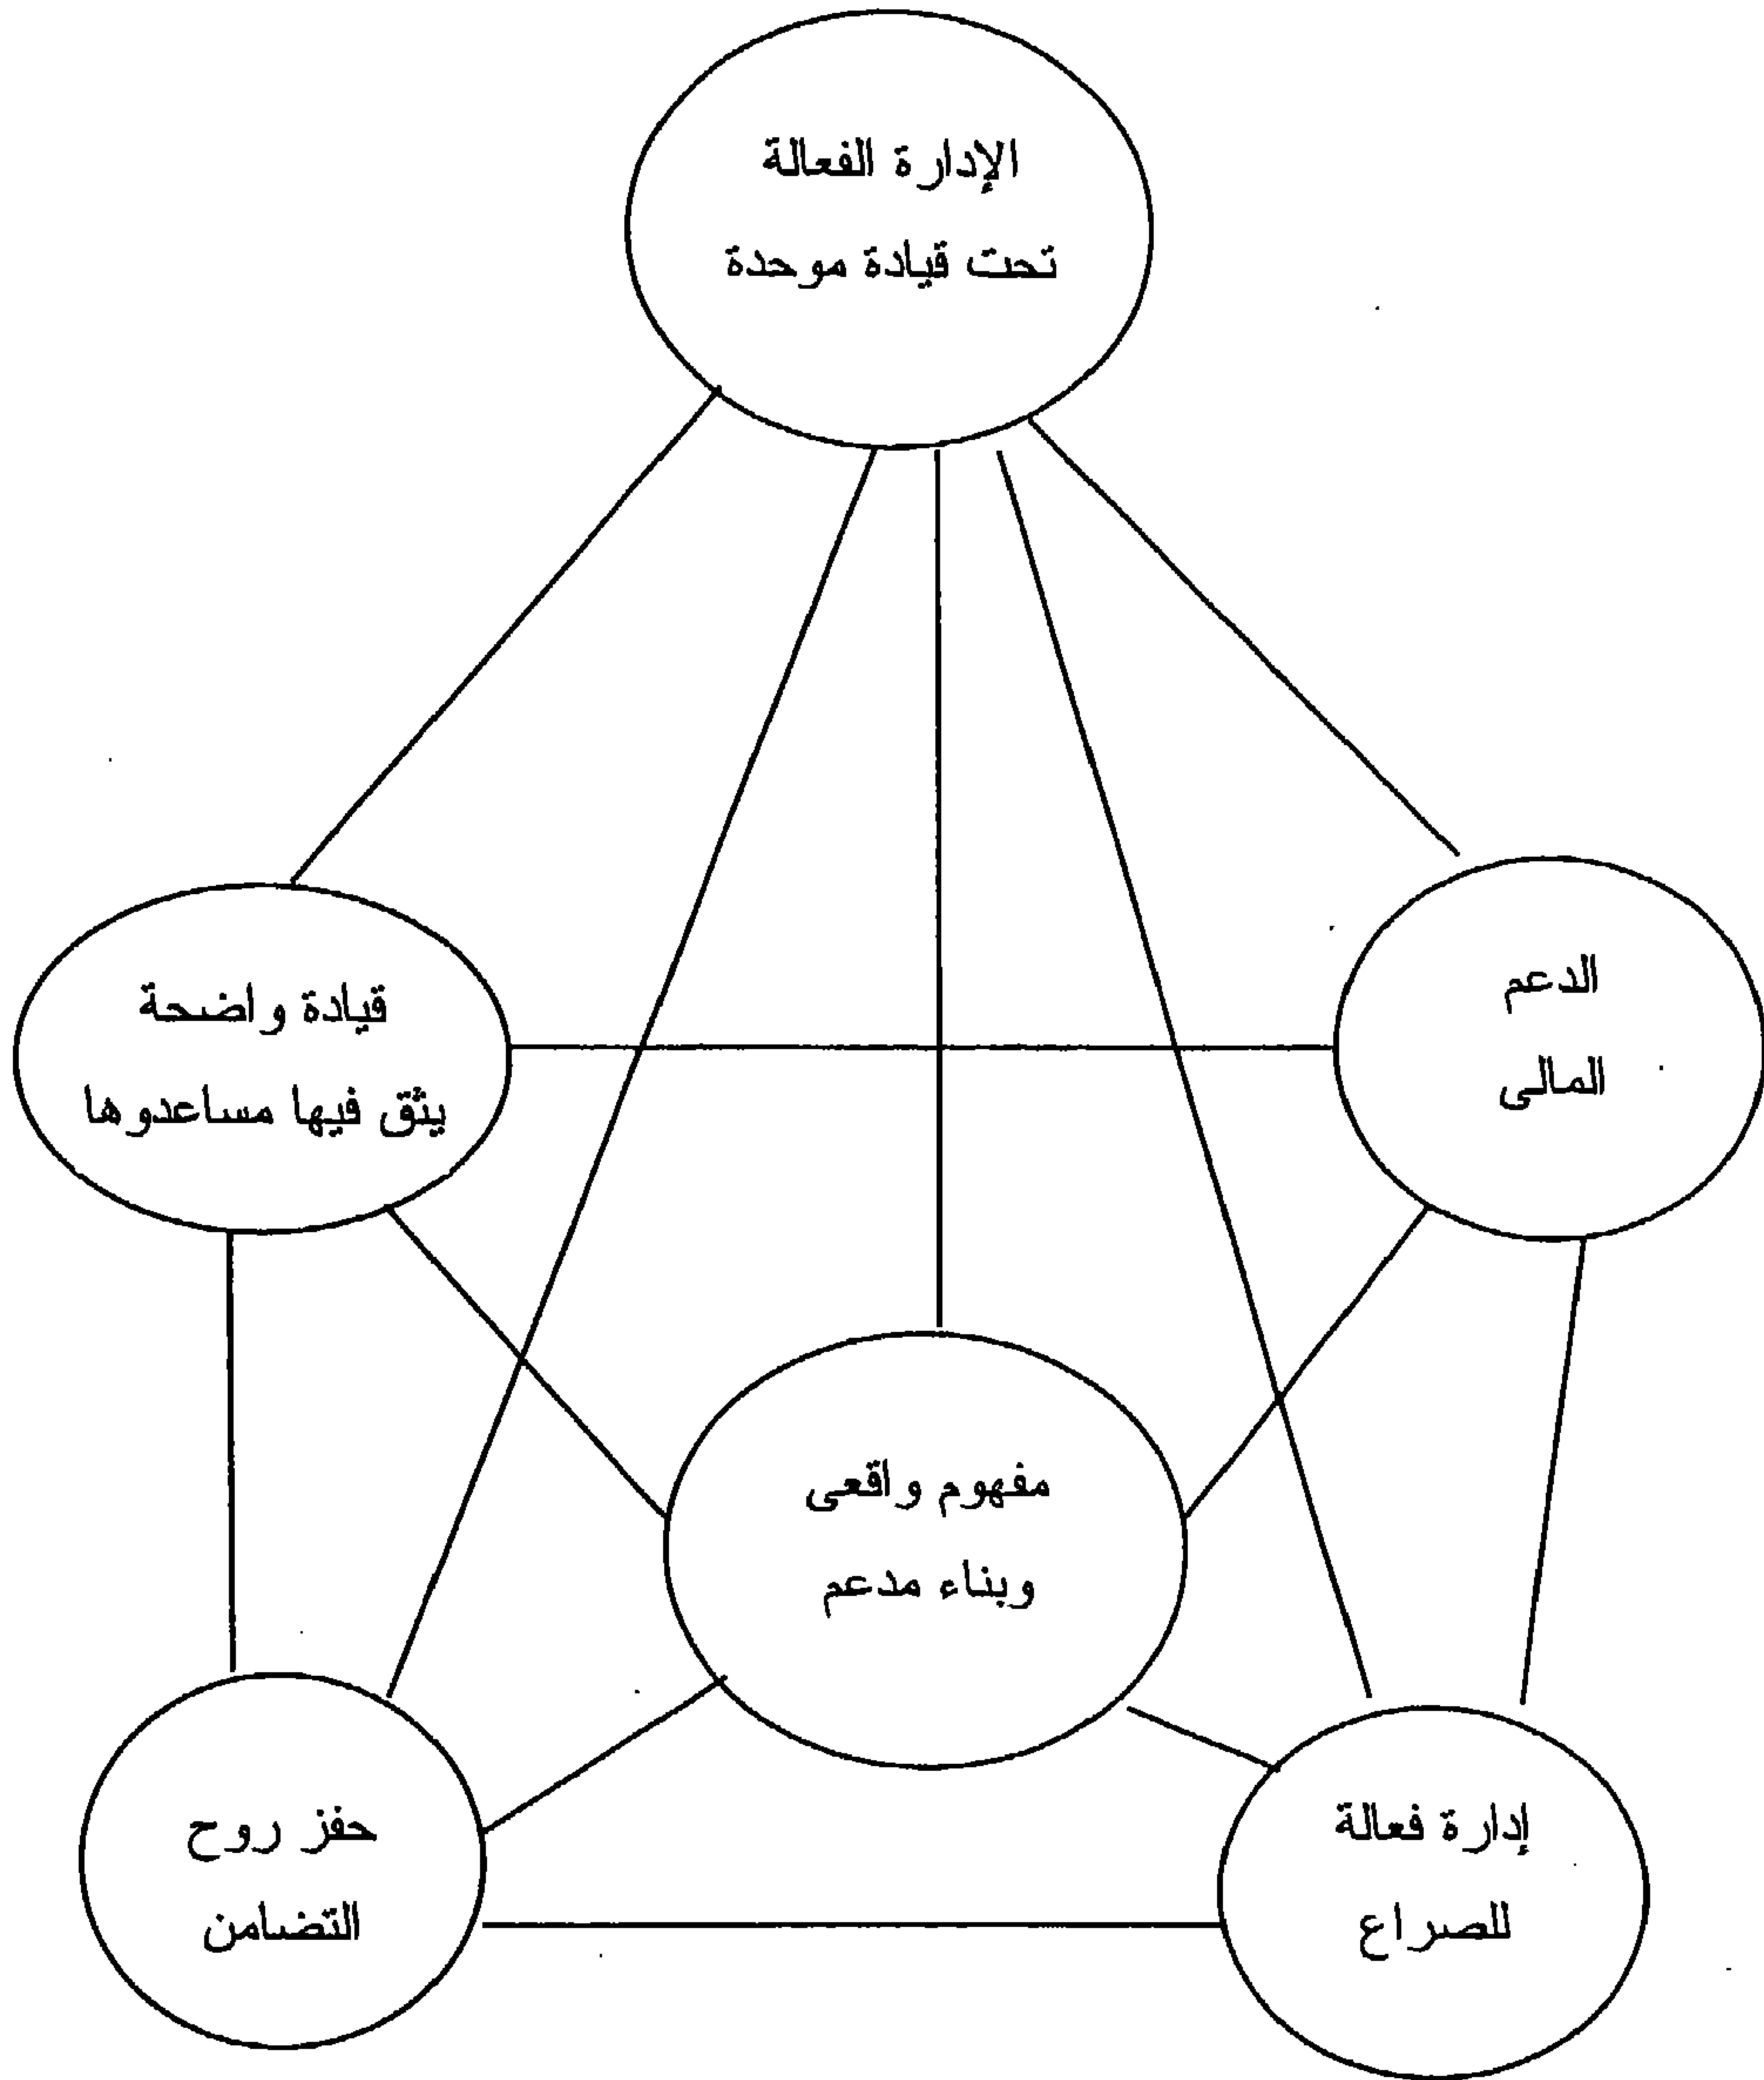 الإدارة الفعالة
تحت قيادة موحدة
الدعم
المالى
قيادة واضحة
يثق فيها مساعدوها
مفهوم واقعى
وبناء مدعم
إدارة فعالة
للصراع
حفز روح
التضامن